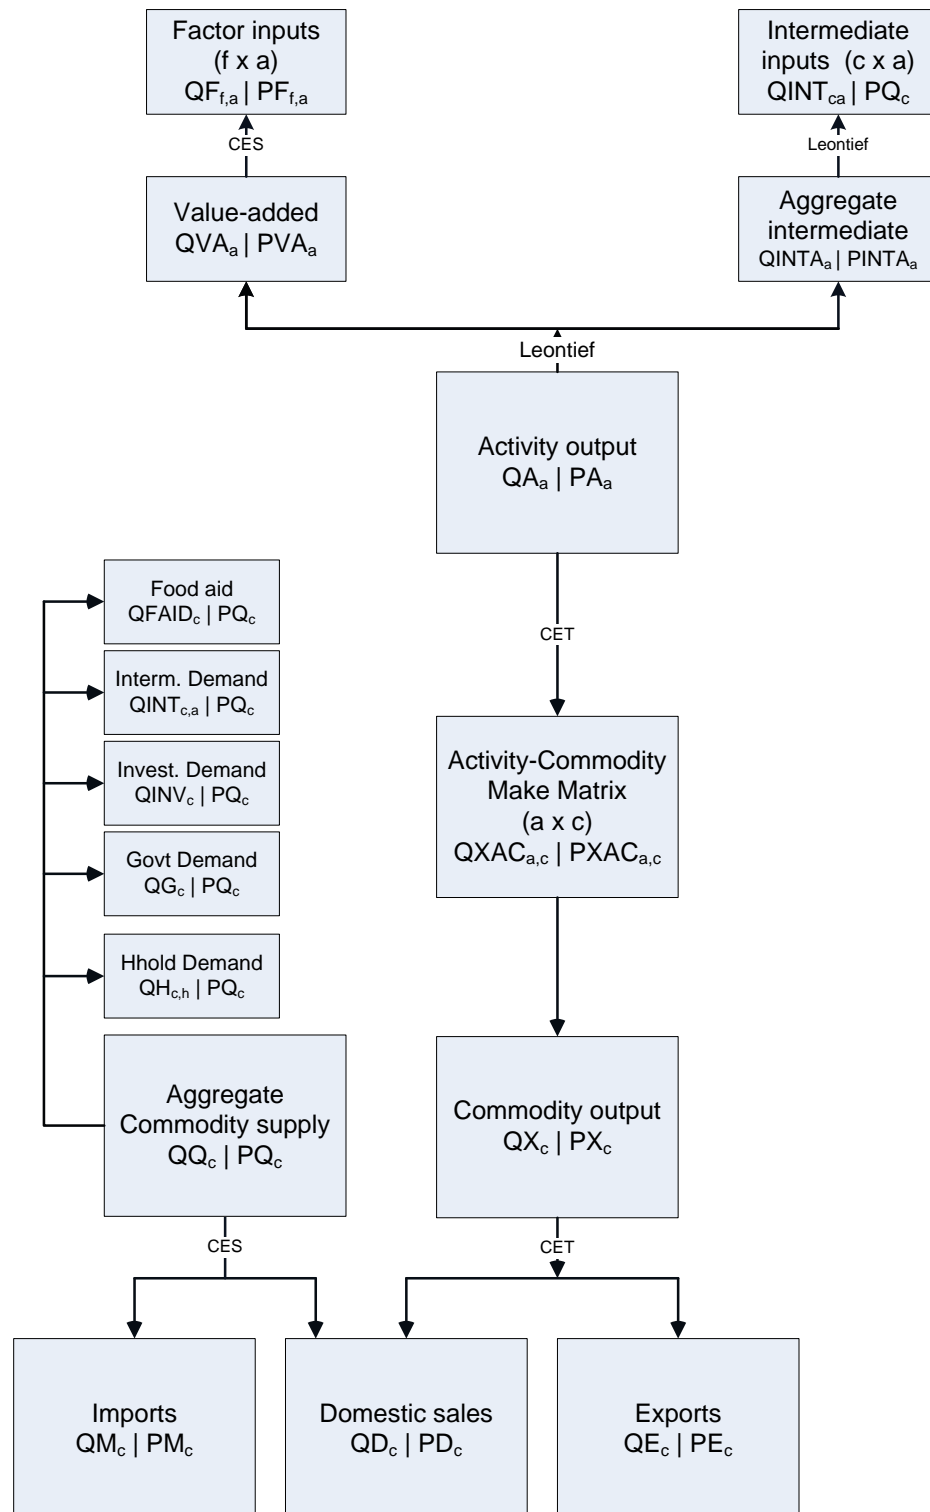 Factor inputs
(f x a)
QFf,a | PFf,a
Intermediate
inputs (c x a)
QINTca | PQc
CES
Leontief
Value-added
QVAa | PVAa
Aggregate
intermediate
QINTAa | PINTAa
Leontief
Activity output
QAa | PAa
CET
Food aid
QFAIDc | PQc
Interm. Demand
QINTc,a | PQc
Invest. Demand
QINVc | PQc
Govt Demand
QGc | PQc
Hhold Demand
QHc,h | PQc
Activity-Commodity
Make Matrix
(a x c)
QXACa,c | PXACa,c
Aggregate
Commodity supply
QQc | PQc
Commodity output
QXc | PXc
CES
CET
Imports
QMc | PMc
Domestic sales
QDc | PDc
Exports
QEc | PEc